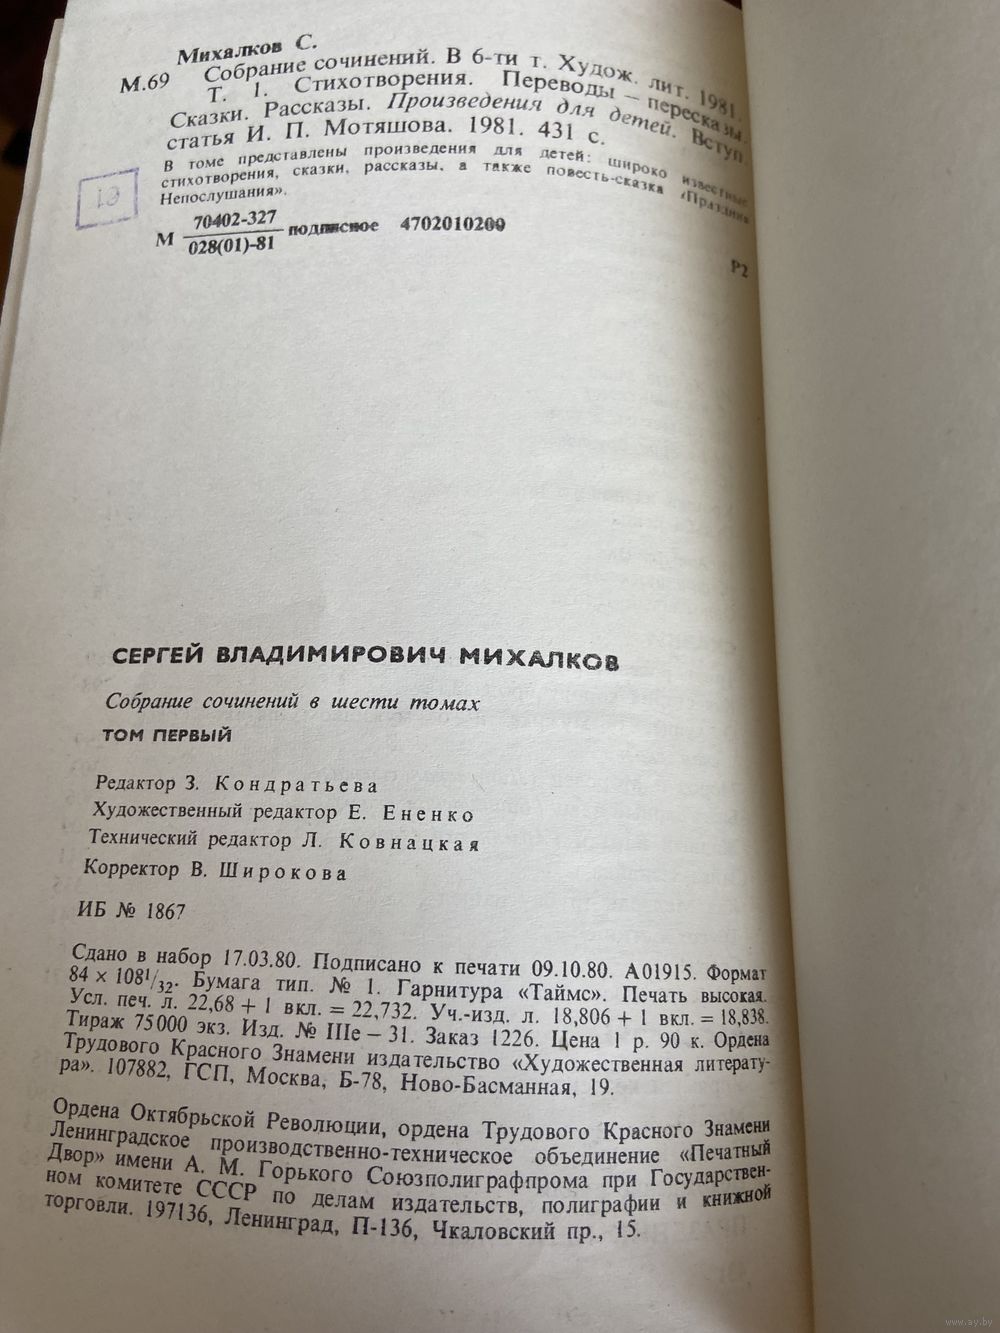 Михалков С.
М.69 Собрание сочинений. В 6-ти т. Худож. лит. 1981.
Т. 1. Стихотворения. Переводы — пересказы.
Сказки. Рассказы. Произведения для детей. Вступ.
статья И. П. Мотяшова. 1981. 431 с.
В томе представлены произведения для детей: широко известные
стихотворения, сказки, рассказы, а также повесть-сказка «Праздник
Непослушания».
М 70402-327
028(01)-81 подписное 4702010200
Р2
СЕРГЕЙ ВЛАДИМИРОВИЧ МИХАЛКОВ
Собрание сочинений в шести томах
ТОМ ПЕРВЫЙ
Редактор З. Кондратьева
Художественный редактор Е. Ененко
Технический редактор Л. Ковнацкая
Корректор В. Широкова
ИБ № 1867
Сдано в набор 17.03.80. Подписано к печати 09.10.80. А01915. Формат
84 × 108¹/₃₂. Бумага тип. № 1. Гарнитура «Таймс». Печать высокая.
Усл. печ. л. 22,68 + 1 вкл. = 22,732. Уч.-изд. л. 18,806 + 1 вкл. = 18,838.
Тираж 75 000 экз. Изд. № IIIе – 31. Заказ 1226. Цена 1 р. 90 к. Ордена
Трудового Красного Знамени издательство «Художественная литерату-
ра». 107882, ГСП, Москва, Б-78, Ново-Басманная, 19.
Ордена Октябрьской Революции, ордена Трудового Красного Знамени
Ленинградское производственно-техническое объединение «Печатный
Двор» имени А. М. Горького Союзполиграфпрома при Государствен-
ном комитете СССР по делам издательств, полиграфии и книжной
торговли. 197136, Ленинград, П-136, Чкаловский пр., 15.
www.ay.by